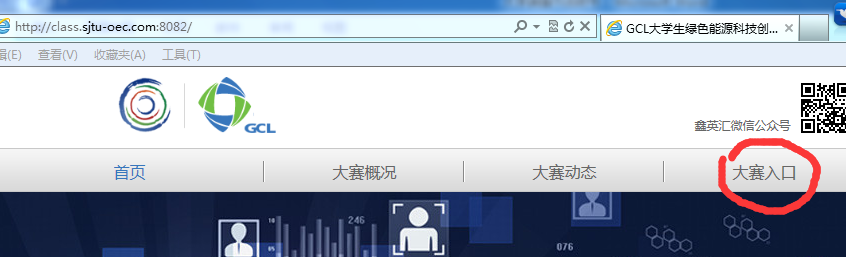 http://class.sjtu-oec.com:8082/
GCL大学生绿色能源科技创...
辑(E) 查看(V) 收藏夹(A) 工具(T)
GCL
鑫英汇微信公众号
首页 大赛概况 大赛动态 大赛入口
246
076